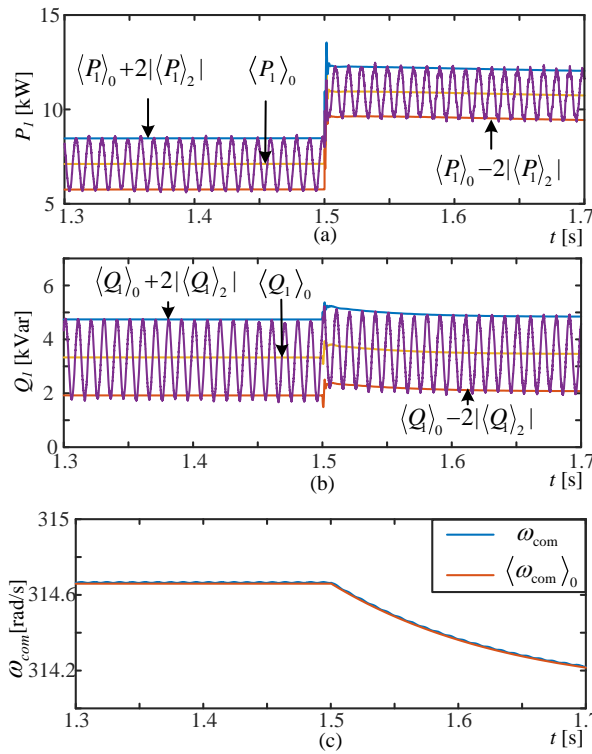 15
⟨P₁⟩₀+2|⟨P₁⟩₂| ⟨P₁⟩₀
P₁ [kW]
10
⟨P₁⟩₀−2|⟨P₁⟩₂|
5
1.3 1.4 1.5 1.6 1.7
t [s]
(a)
6
⟨Q₁⟩₀+2|⟨Q₁⟩₂| ⟨Q₁⟩₀
Q₁ [kVar]
4
2
⟨Q₁⟩₀−2|⟨Q₁⟩₂|
0
1.3 1.4 1.5 1.6 1.7
t [s]
(b)
315
ω_com
⟨ω_com⟩₀
ω_com[rad/s]
314.6
314.2
1.3 1.4 1.5 1.6 1.7
(c) t [s]